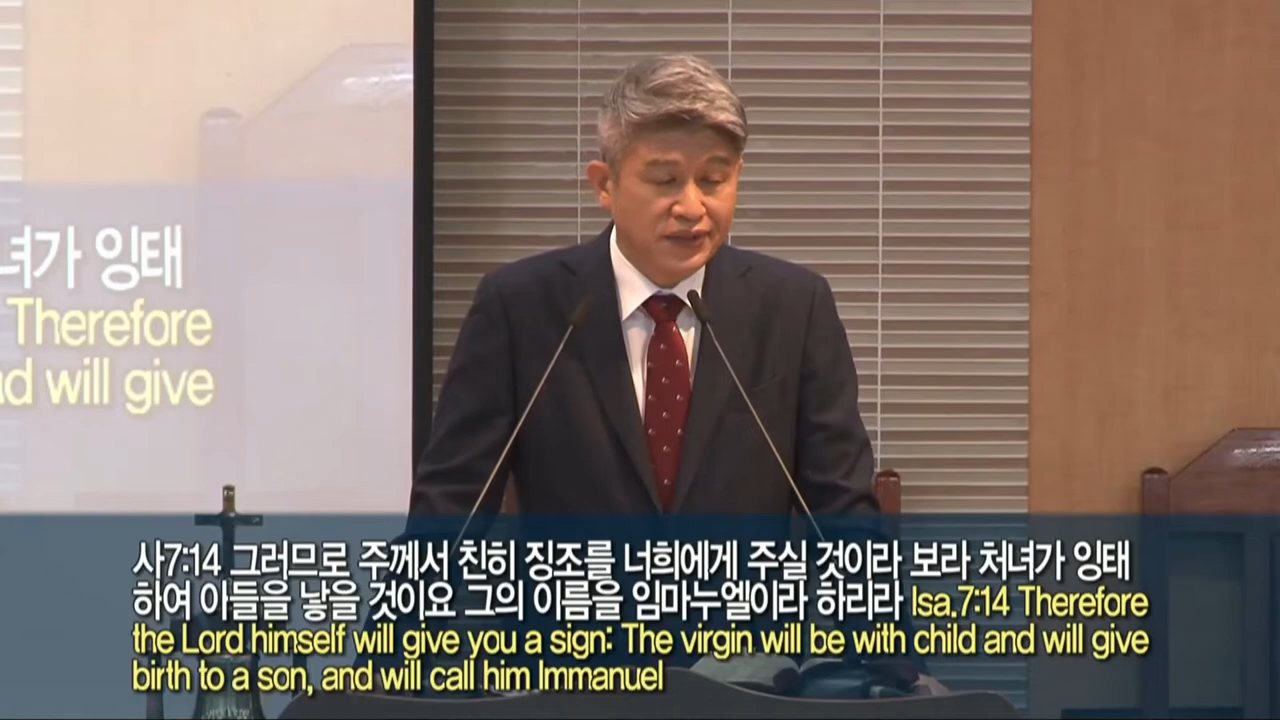 녀가 잉태
Therefore
will give
사7:14 그러므로 주께서 친히 징조를 너희에게 주실 것이라 보라 처녀가 잉태
하여 아들을 낳을 것이요 그의 이름을 임마누엘이라 하리라 Isa.7:14 Therefore
the Lord himself will give you a sign: The virgin will be with child and will give
birth to a son, and will call him Immanuel